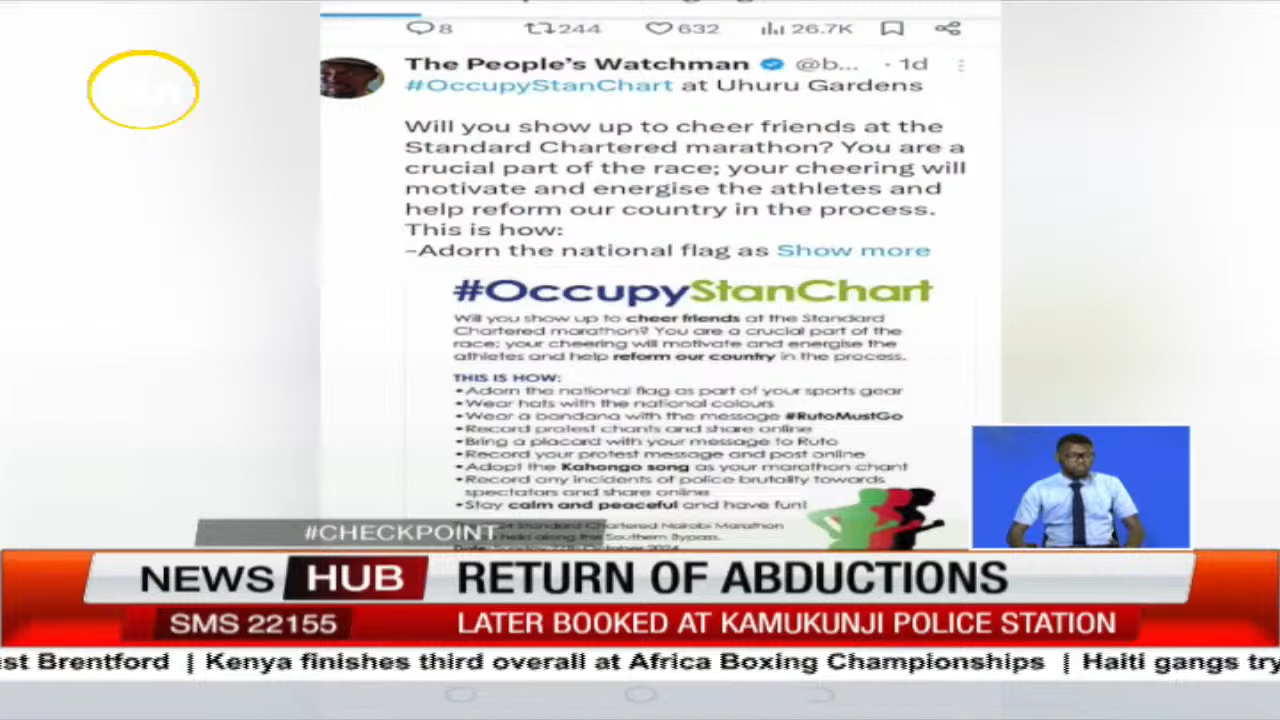 8 244 632 26.7K
The People's Watchman @b... · 1d
#OccupyStanChart at Uhuru Gardens
Will you show up to cheer friends at the
Standard Chartered marathon? You are a
crucial part of the race; your cheering will
motivate and energise the athletes and
help reform our country in the process.
This is how:
-Adorn the national flag as Show more
#OccupyStanChart
Will you show up to cheer friends at the Standard
Chartered marathon? You are a crucial part of the
race; your cheering will motivate and energise the
athletes and help reform our country in the process.
THIS IS HOW:
•Adorn the national flag as part of your sports gear
•Wear hats with the national colours
•Wear a bandana with the message #RutoMustGo
•Record protest chants and share online
•Bring a placard with your message to Ruto
•Record your protest message and post online
•Adopt the Kahongo song as your marathon chant
•Record any incidents of police brutality towards
spectators and share online
•Stay calm and peaceful and have fun!
Standard Chartered Nairobi Marathon
along the Southern Bypass.
October 2024
#CHECKPOINT
NEWS HUB RETURN OF ABDUCTIONS
SMS 22155 LATER BOOKED AT KAMUKUNJI POLICE STATION
st Brentford | Kenya finishes third overall at Africa Boxing Championships | Haiti gangs try